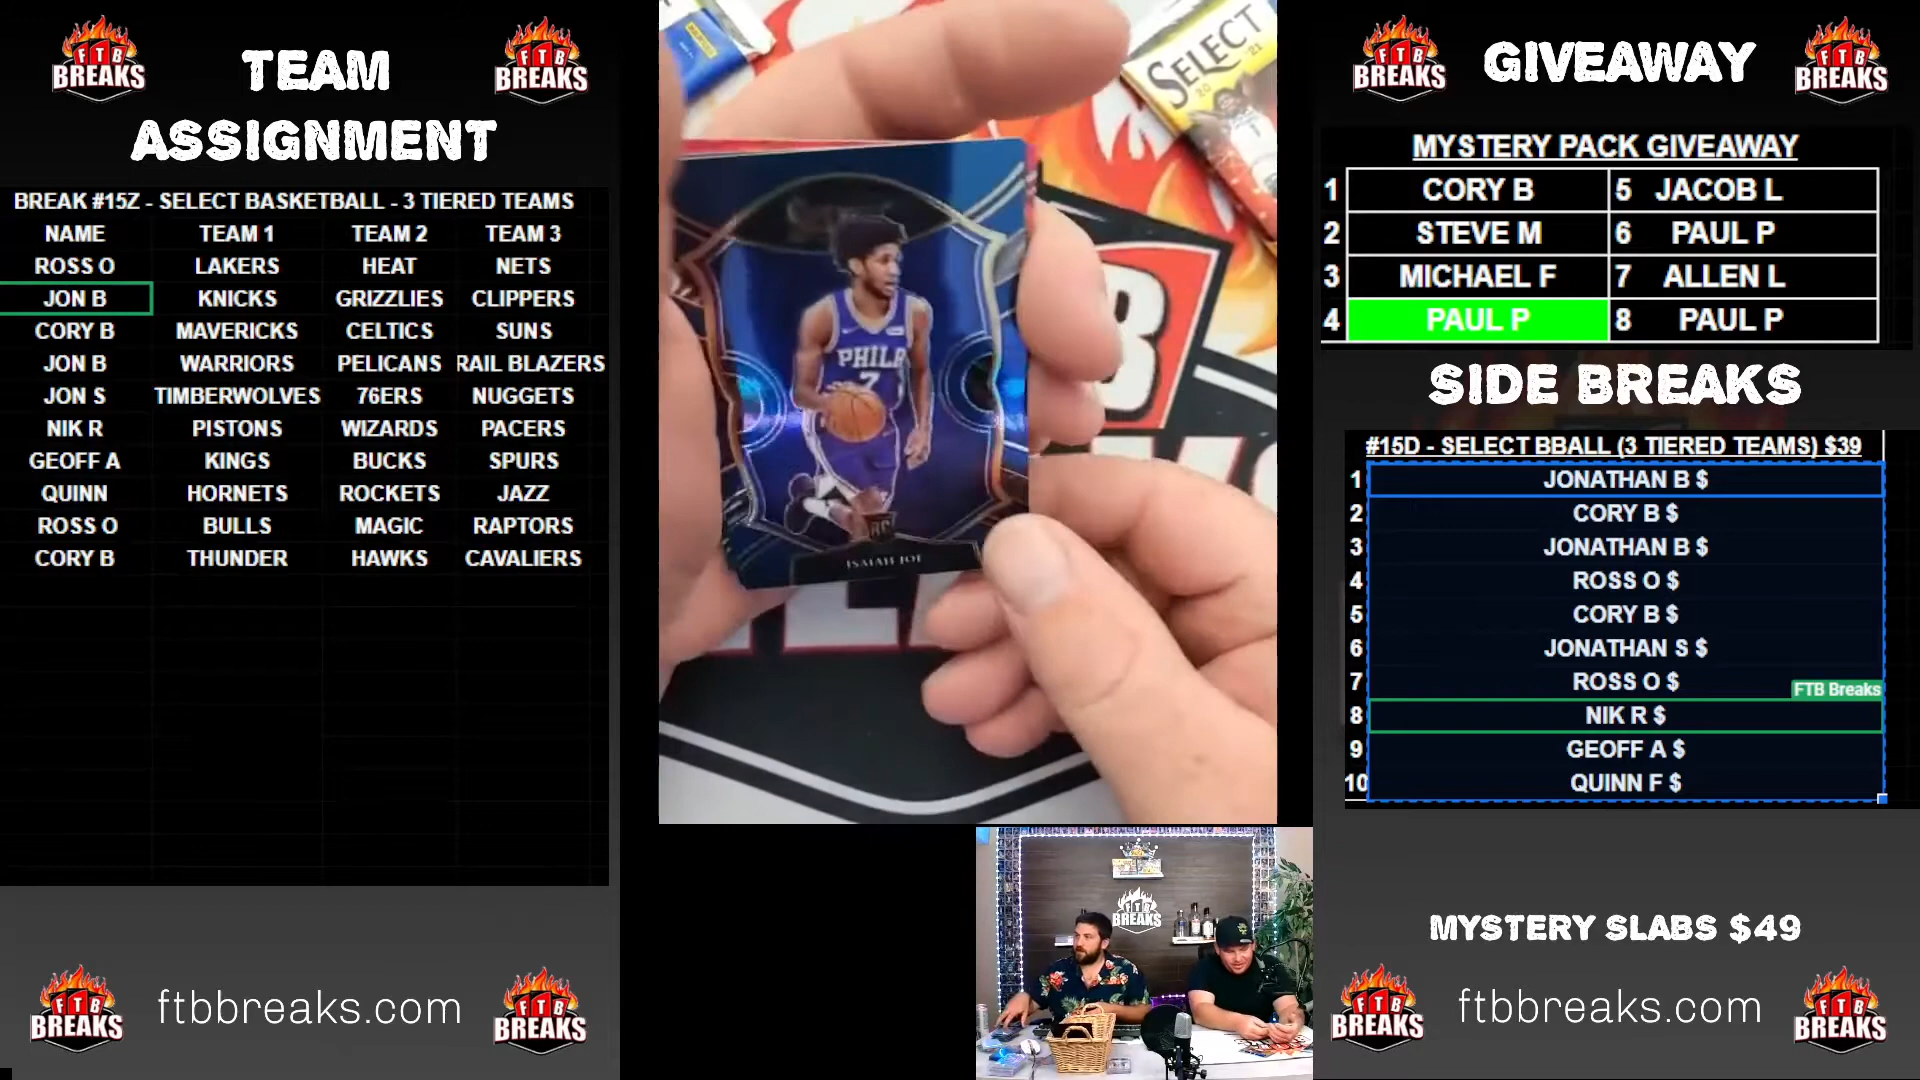 FTB
BREAKS
TEAM
ASSIGNMENT
FTB
BREAKS
BREAK #15Z - SELECT BASKETBALL - 3 TIERED TEAMS
NAME TEAM 1 TEAM 2 TEAM 3
ROSS O LAKERS HEAT NETS
JON B KNICKS GRIZZLIES CLIPPERS
CORY B MAVERICKS CELTICS SUNS
JON B WARRIORS PELICANS RAIL BLAZERS
JON S TIMBERWOLVES 76ERS NUGGETS
NIK R PISTONS WIZARDS PACERS
GEOFF A KINGS BUCKS SPURS
QUINN HORNETS ROCKETS JAZZ
ROSS O BULLS MAGIC RAPTORS
CORY B THUNDER HAWKS CAVALIERS
FTB
BREAKS
ftbbreaks.com
FTB
BREAKS
SELECT
PHILA
7
RC
ISAIAH JOE
B
FTB
BREAKS
FTB
BREAKS
GIVEAWAY
FTB
BREAKS
MYSTERY PACK GIVEAWAY
1 CORY B 5 JACOB L
2 STEVE M 6 PAUL P
3 MICHAEL F 7 ALLEN L
4 PAUL P 8 PAUL P
SIDE BREAKS
#15D - SELECT BBALL (3 TIERED TEAMS) $39
1 JONATHAN B $
2 CORY B $
3 JONATHAN B $
4 ROSS O $
5 CORY B $
6 JONATHAN S $
7 ROSS O $
FTB Breaks
8 NIK R $
9 GEOFF A $
10 QUINN F $
MYSTERY SLABS $49
FTB
BREAKS
ftbbreaks.com
FTB
BREAKS